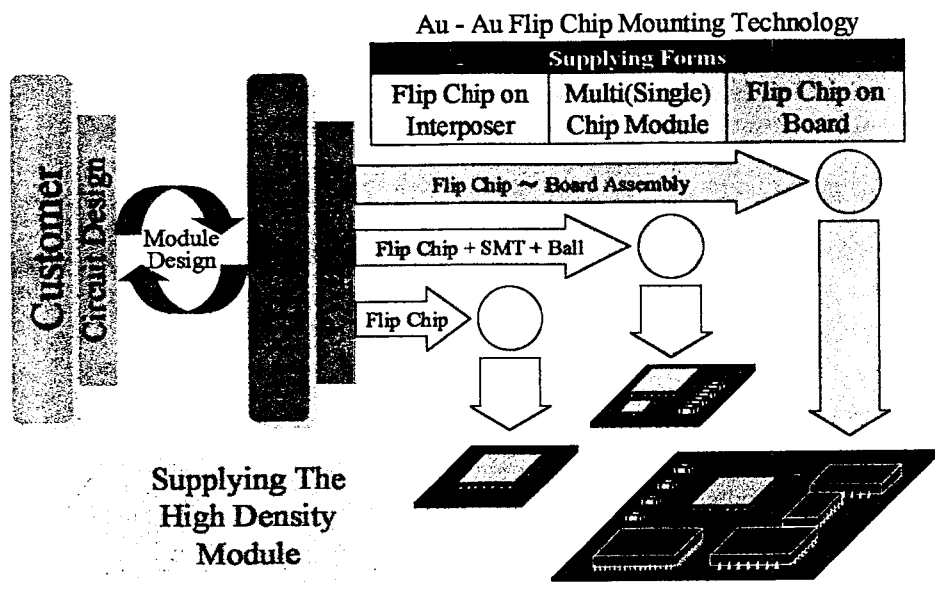 Au - Au Flip Chip Mounting Technology
Supplying Forms
Flip Chip on
Interposer
Multi(Single)
Chip Module
Flip Chip on
Board
Customer
Circuit Design
Module
Design
Flip Chip ～ Board Assembly
Flip Chip + SMT + Ball
Flip Chip
Supplying The
High Density
Module